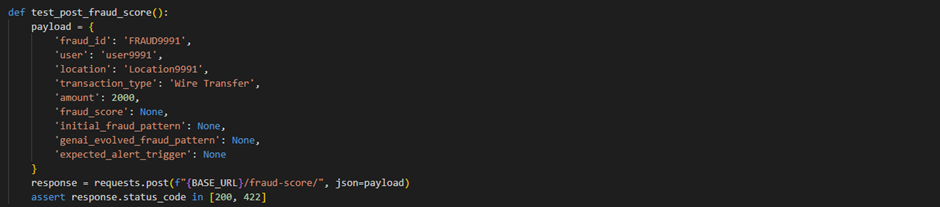 def test_post_fraud_score():
    payload = {
        'fraud_id': 'FRAUD9991',
        'user': 'user9991',
        'location': 'Location9991',
        'transaction_type': 'Wire Transfer',
        'amount': 2000,
        'fraud_score': None,
        'initial_fraud_pattern': None,
        'genai_evolved_fraud_pattern': None,
        'expected_alert_trigger': None
    }
    response = requests.post(f"{BASE_URL}/fraud-score/", json=payload)
    assert response.status_code in [200, 422]